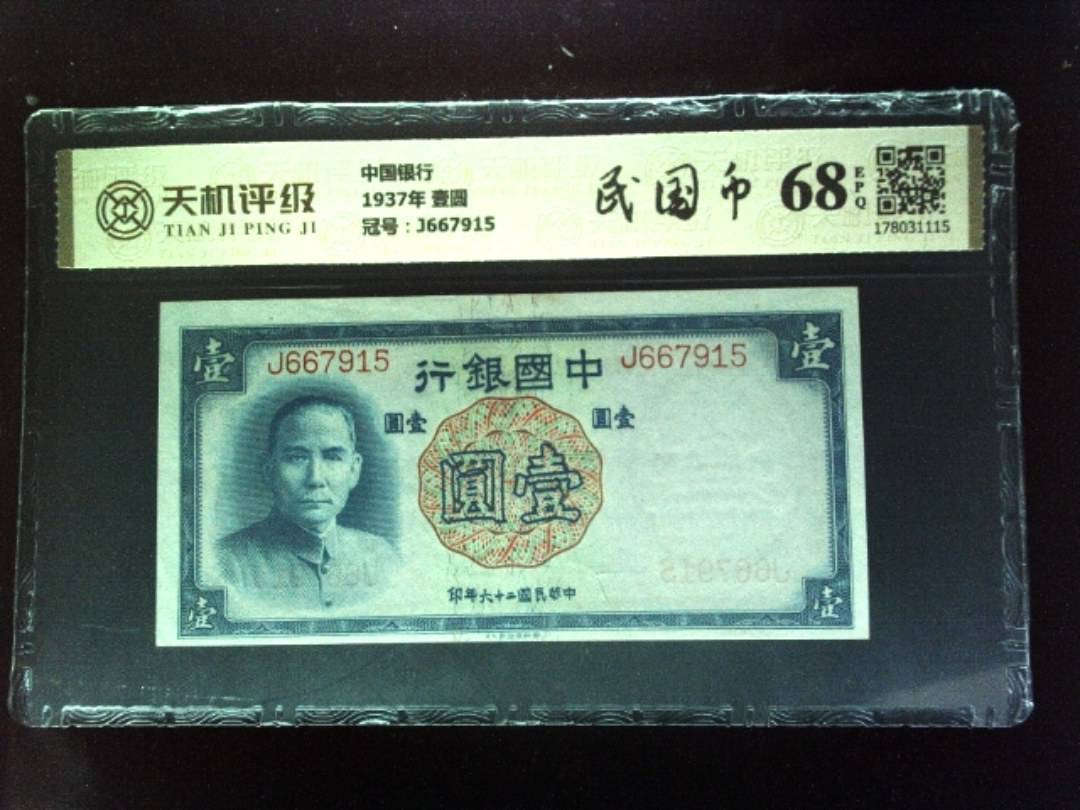 天机评级
TIAN JI PING JI
中国银行
1937年 壹圆
冠号：J667915
民国币
68
EPQ
178031115
壹
壹
J667915
行銀國中
J667915
圓壹
圓壹
圓壹
J667915
印年六十二國民華中
壹
壹